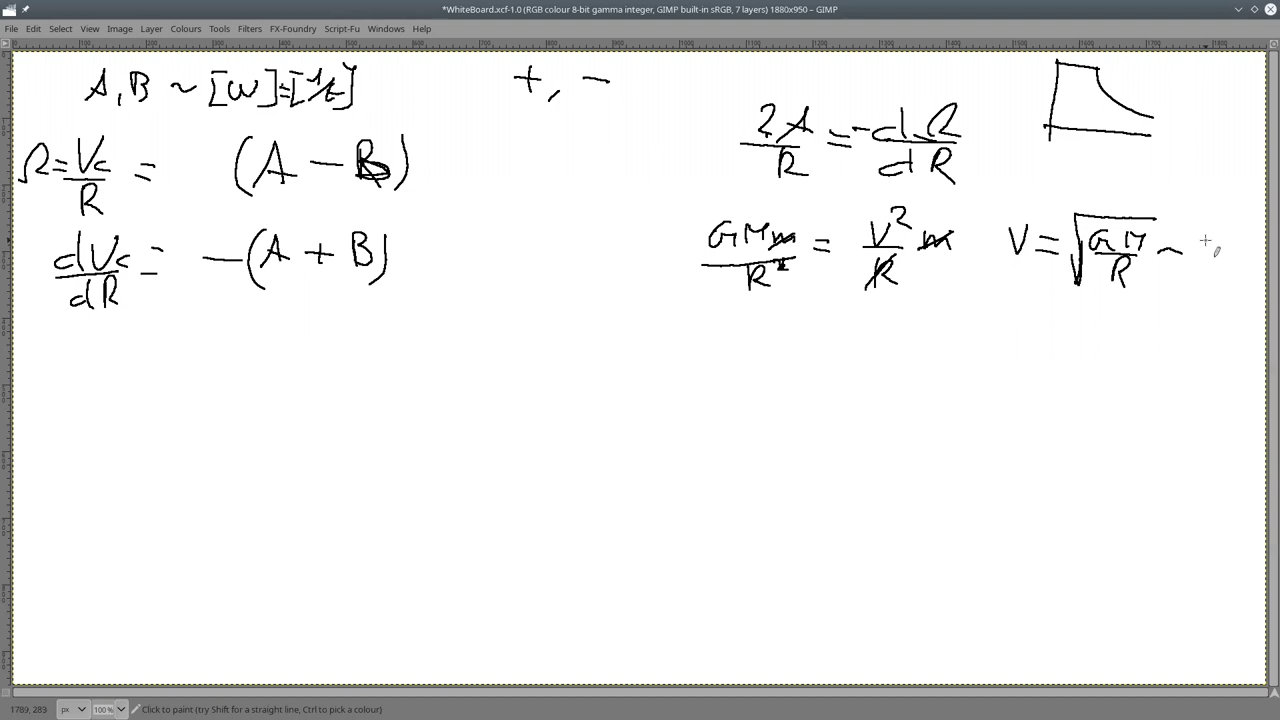 *WhiteBoard.xcf-1.0 (RGB colour 8-bit gamma integer, GIMP built-in sRGB, 7 layers) 1880x950 – GIMP
File Edit Select View Image Layer Colours Tools Filters FX-Foundry Script-Fu Windows Help
A, B ~ [W]=[1/t]
+, −
Ω = Vc/R = (A − B)
2A/R = −dΩ/dR
dVc/dR = −(A + B)
GMm/R² = V²/R m
V = √(GM/R) ~
1789, 283 px 100% Click to paint (try Shift for a straight line, Ctrl to pick a colour)